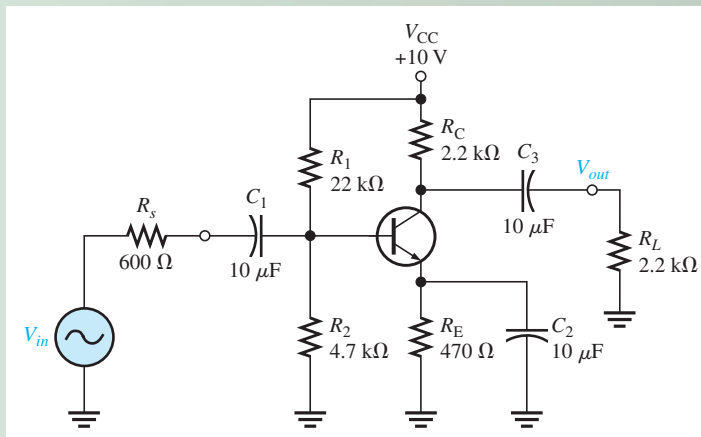 V_CC
+10 V
R_C
2.2 kΩ
C_3
V_out
R_1
22 kΩ
C_1
R_s
10 μF
600 Ω
10 μF
R_L
2.2 kΩ
V_in
R_2
4.7 kΩ
R_E
470 Ω
C_2
10 μF